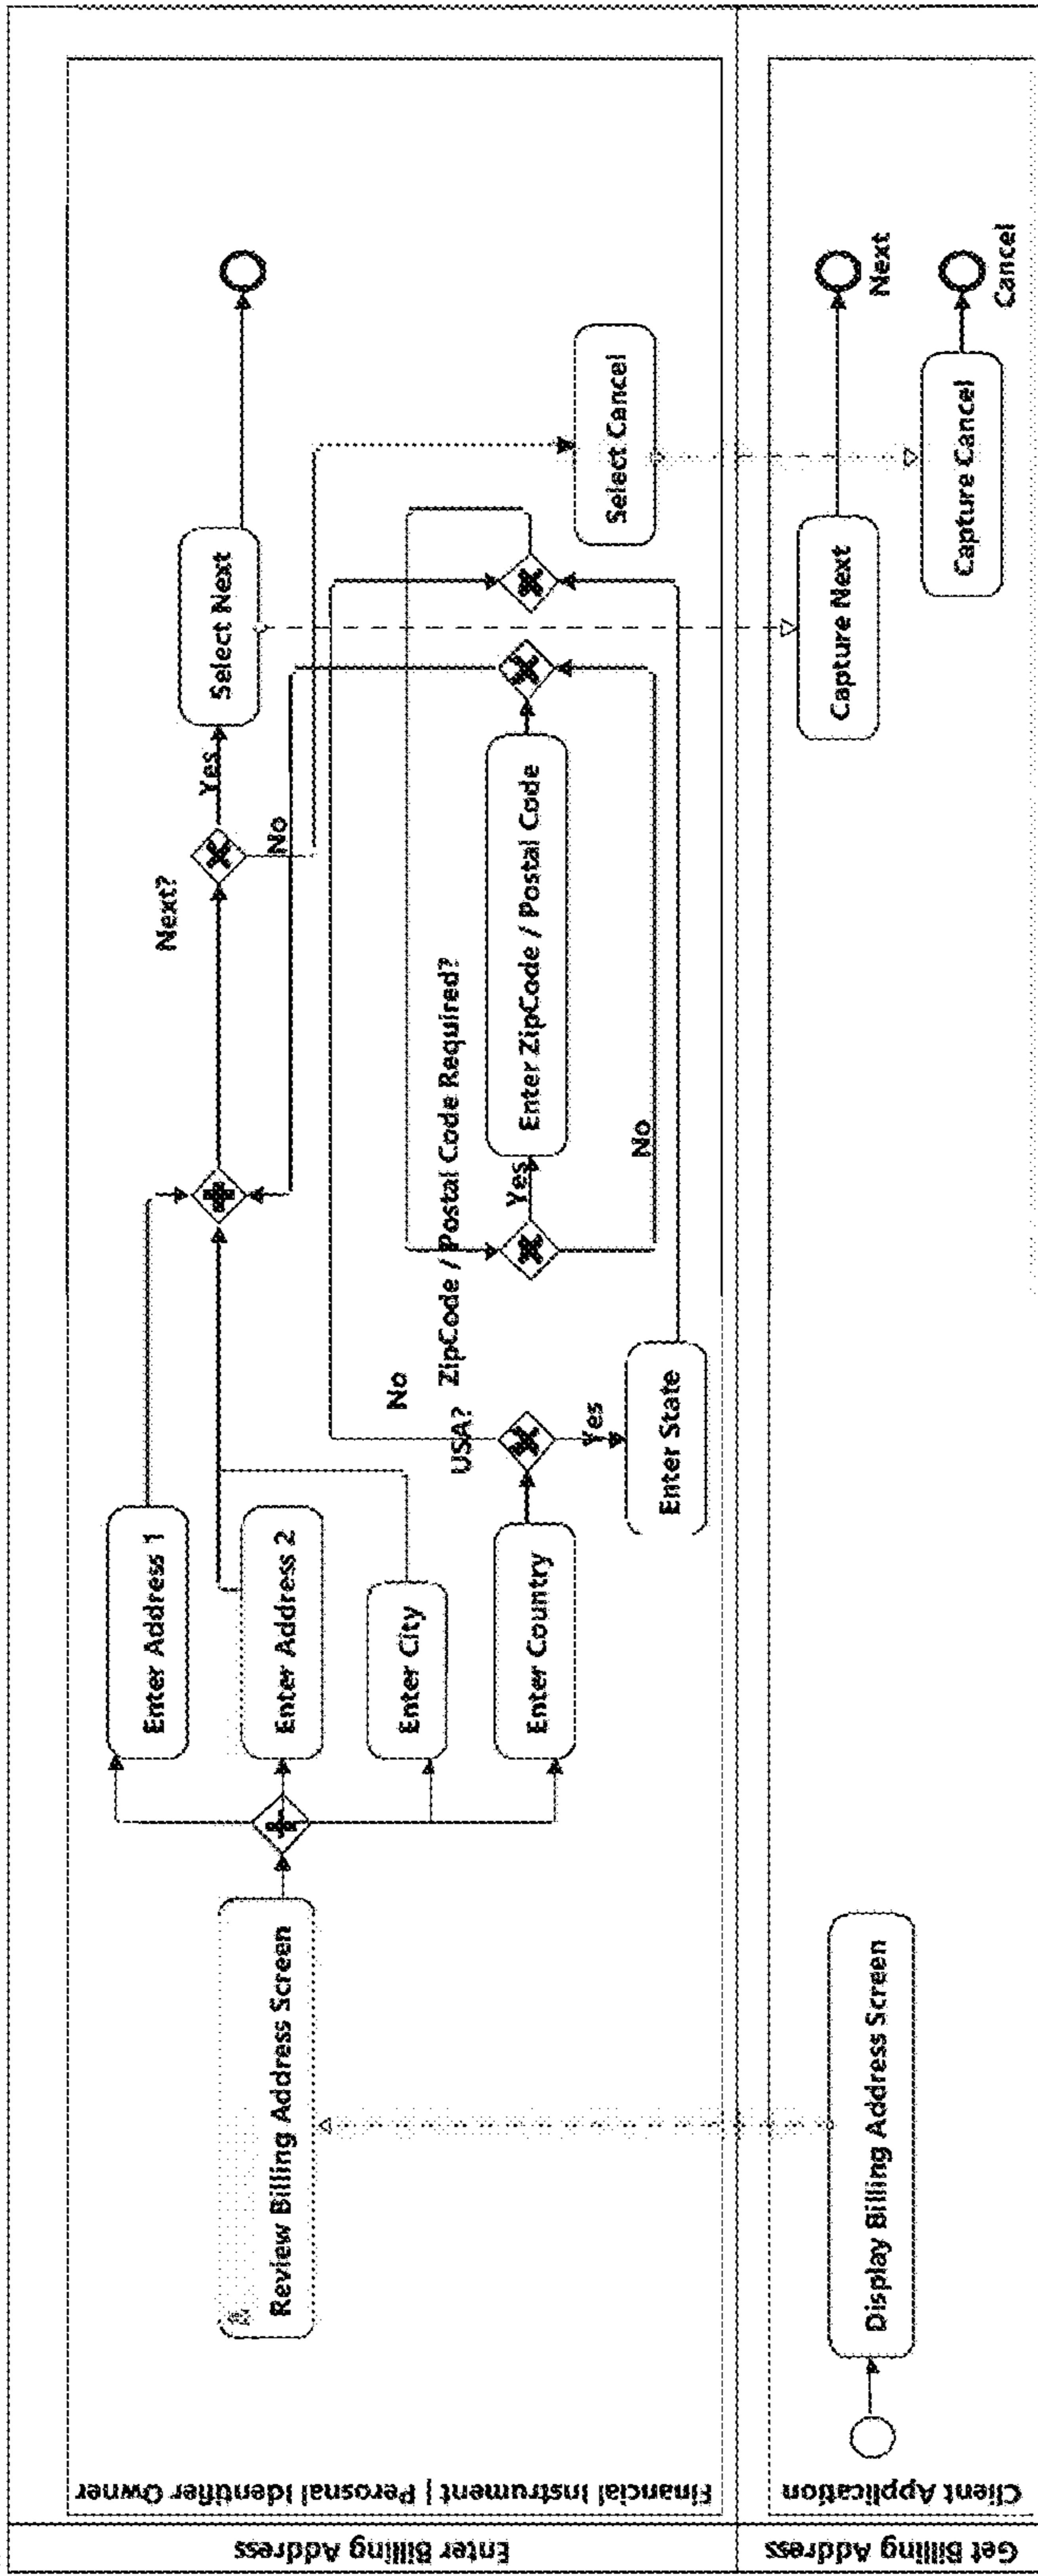 Enter Billing Address
Financial Instrument | Perosnal Identifier Owner
Review Billing Address Screen
Enter Address 1
Enter Address 2
Enter City
Enter Country
USA?
No
Yes
Enter State
ZipCode / Postal Code Required?
Yes
No
Enter ZipCode / Postal Code
Next?
Yes
No
Select Next
Select Cancel
Get Billing Address
Client Application
Display Billing Address Screen
Capture Next
Next
Capture Cancel
Cancel